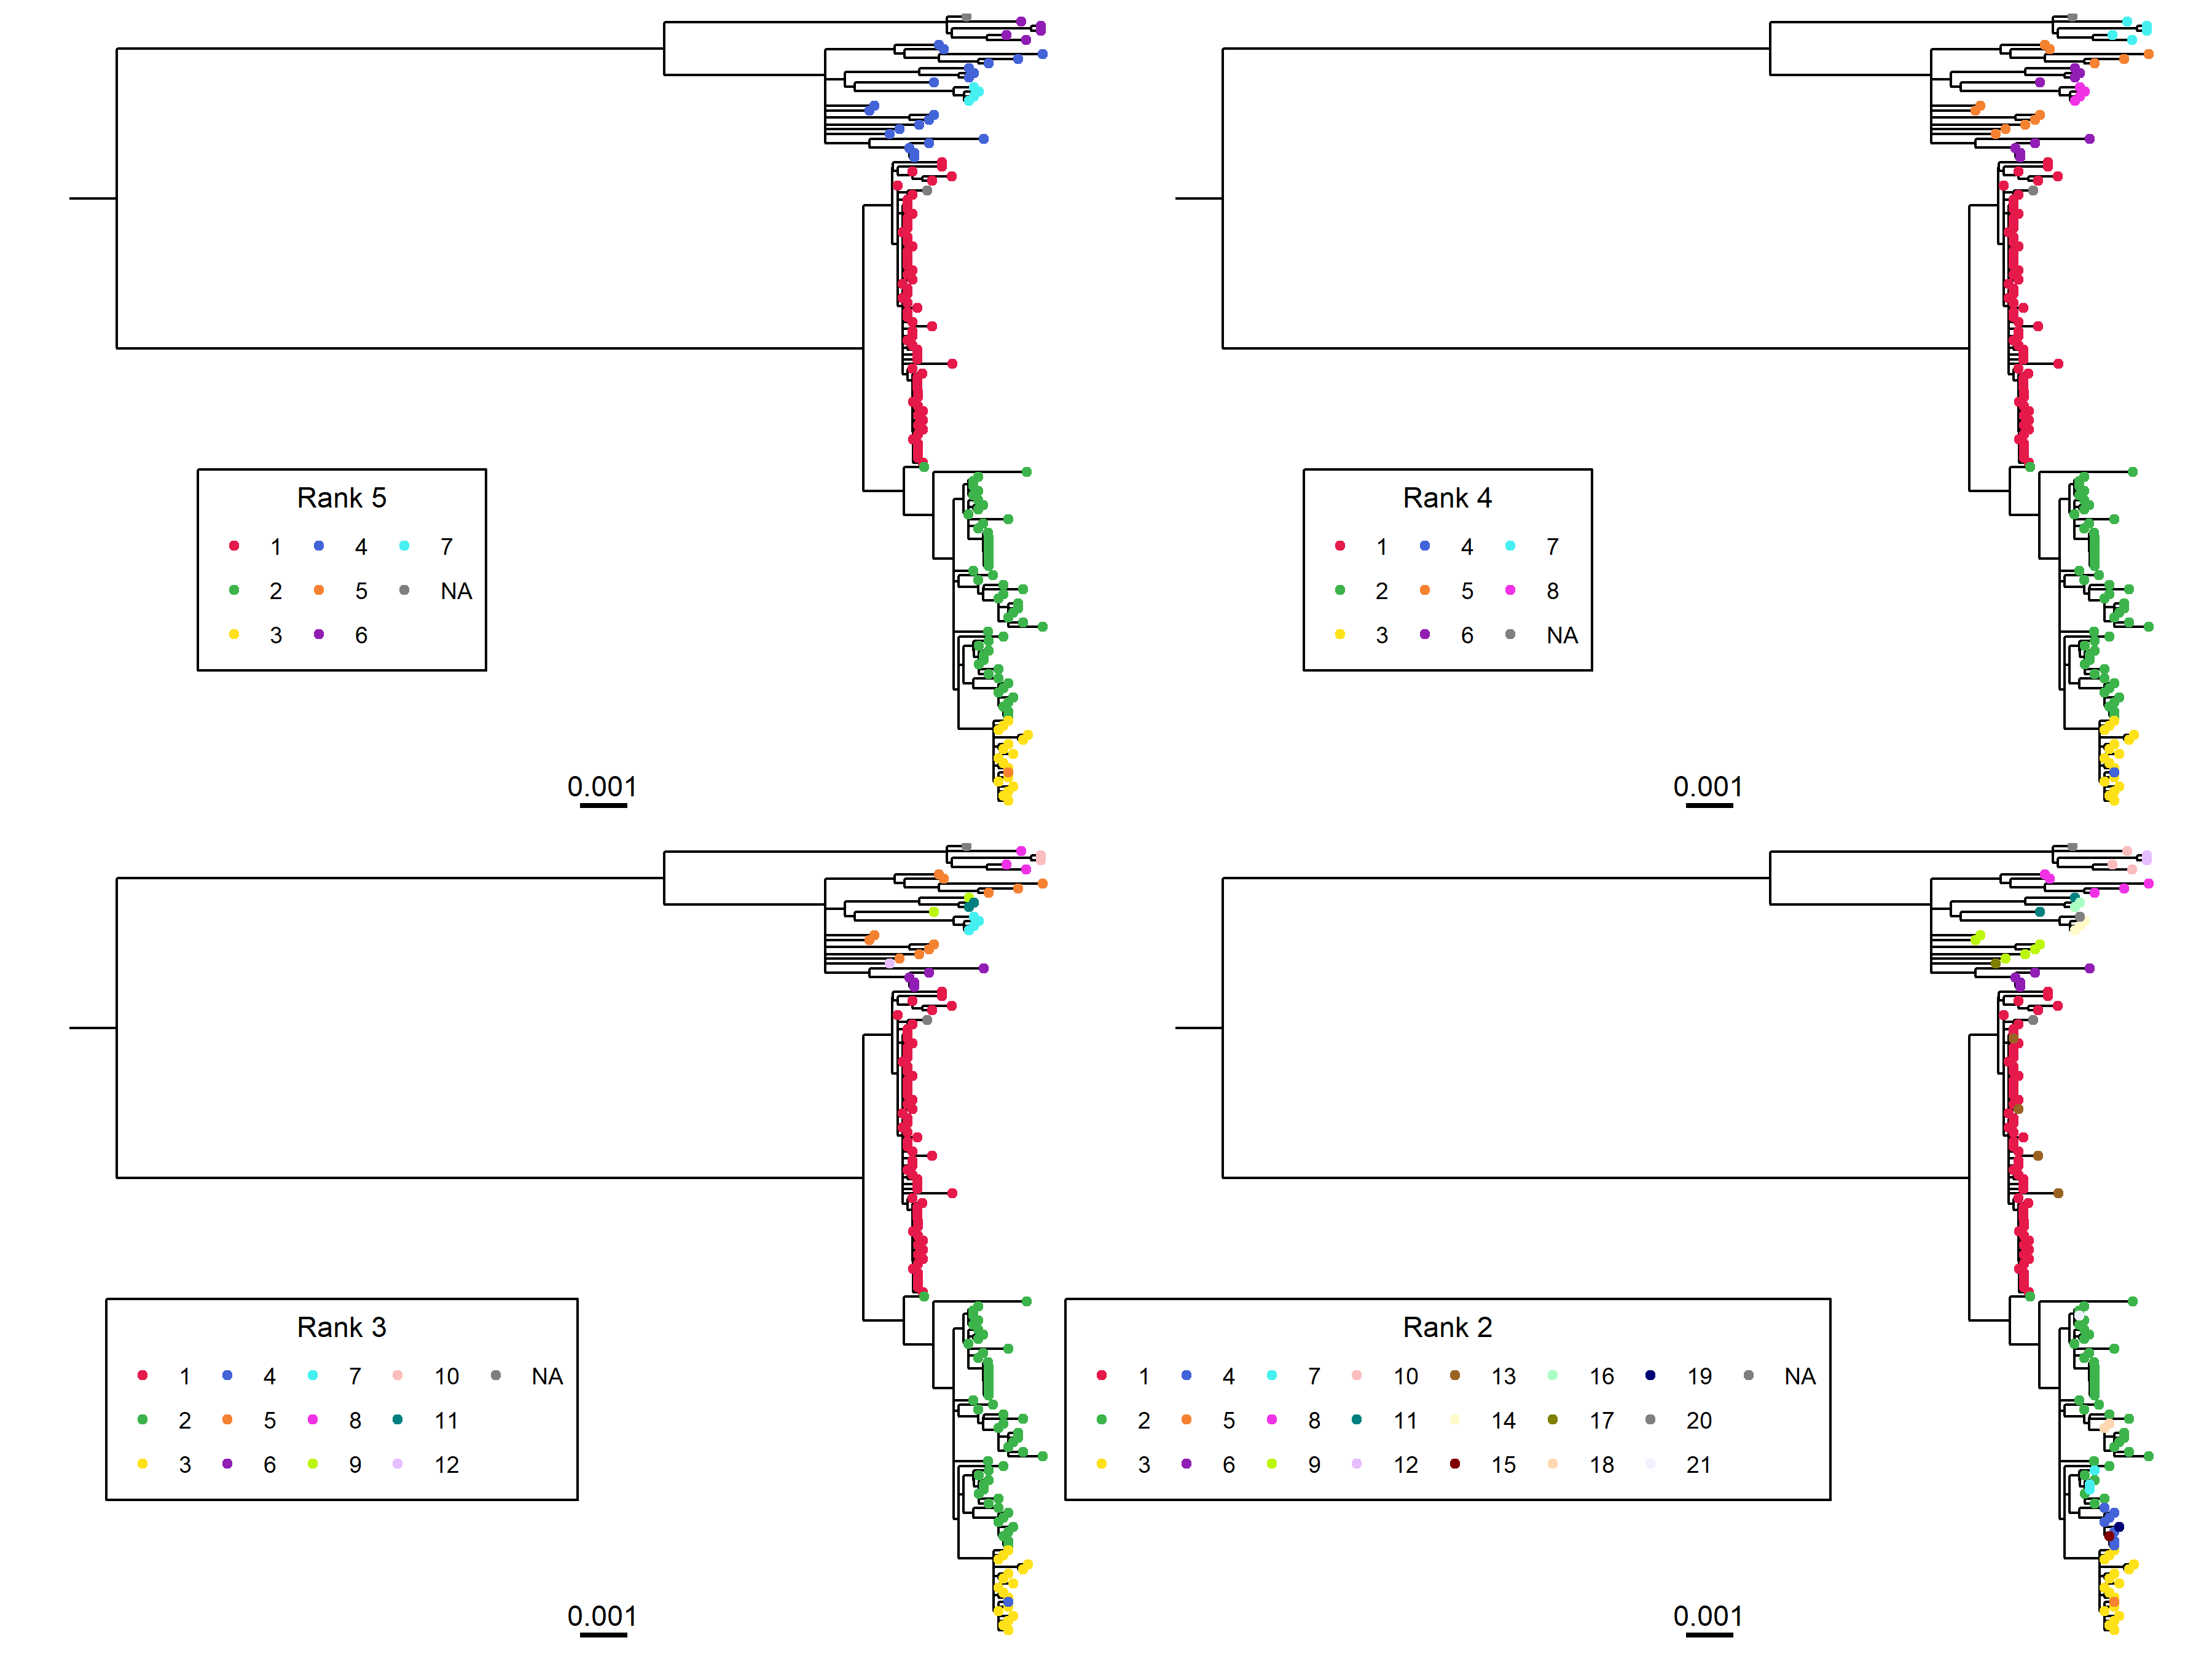 Rank 5
1 4 7
2 5 NA
3 6
0.001
Rank 4
1 4 7
2 5 8
3 6 NA
0.001
Rank 3
1 4 7 10 NA
2 5 8 11
3 6 9 12
0.001
Rank 2
1 4 7 10 13 16 19 NA
2 5 8 11 14 17 20
3 6 9 12 15 18 21
0.001